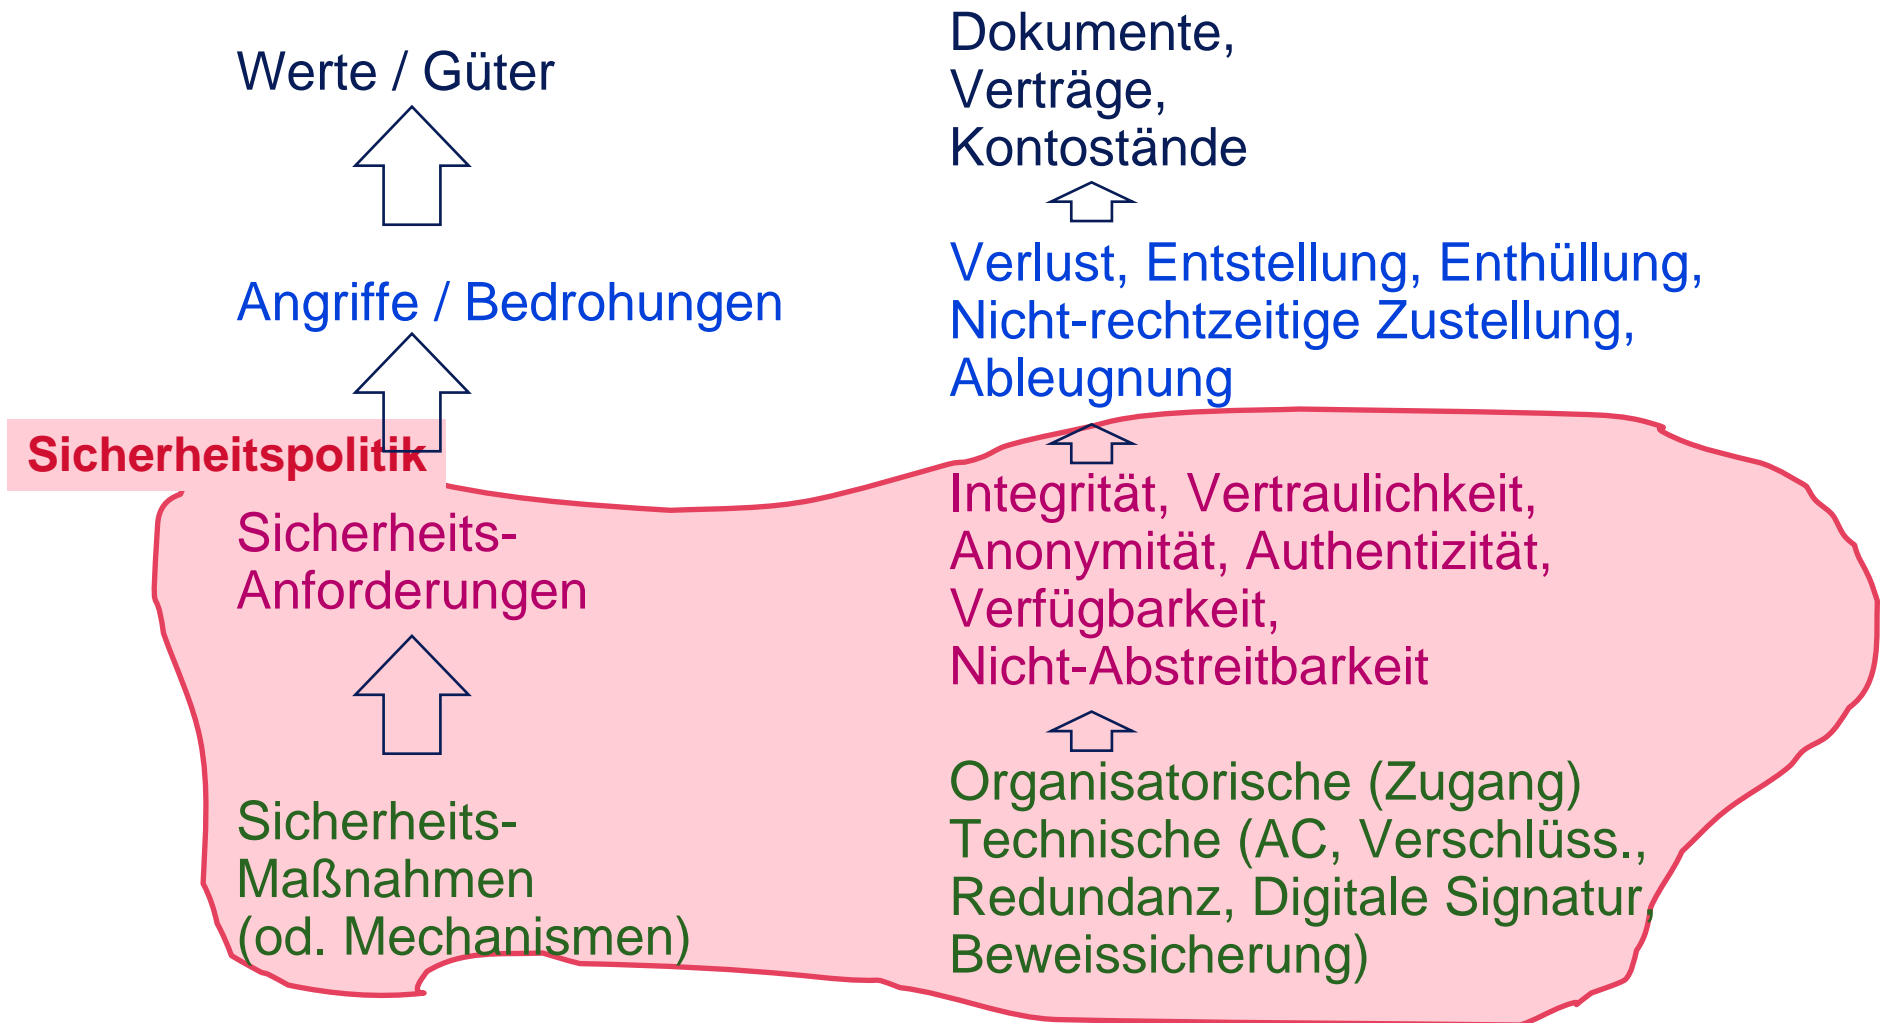 Werte / Güter
Angriffe / Bedrohungen
Sicherheitspolitik
Sicherheits-
Anforderungen
Sicherheits-
Maßnahmen
(od. Mechanismen)
Dokumente,
Verträge,
Kontostände
Verlust, Entstellung, Enthüllung,
Nicht-rechtzeitige Zustellung,
Ableugnung
Integrität, Vertraulichkeit,
Anonymität, Authentizität,
Verfügbarkeit,
Nicht-Abstreitbarkeit
Organisatorische (Zugang)
Technische (AC, Verschlüss.,
Redundanz, Digitale Signatur,
Beweissicherung)